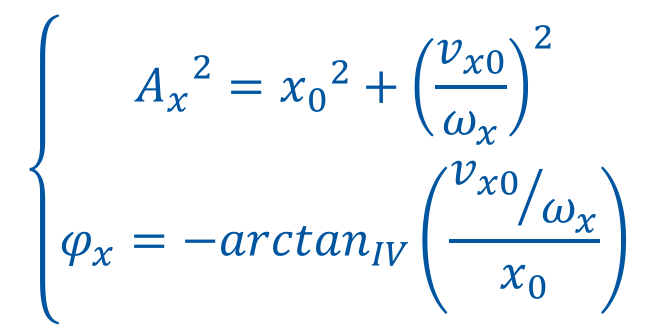 A_x^2 = x_0^2 + (v_{x0}/ω_x)^2
φ_x = −arctan_{IV}((v_{x0}/ω_x)/x_0)